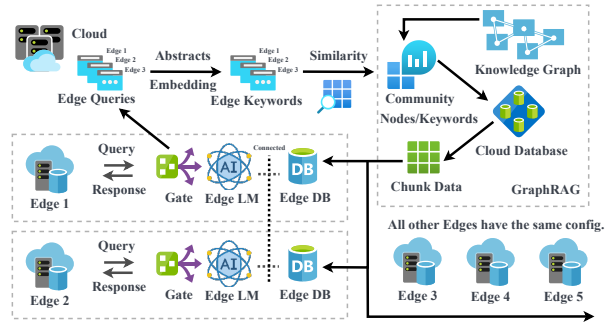 Cloud
Edge 1
Edge 2
Edge 3
Edge Queries
Abstracts
Embedding
Edge 1
Edge 2
Edge 3
Edge Keywords
Similarity
Community
Nodes/Keywords
Knowledge Graph
Cloud Database
Chunk Data
GraphRAG
Query
Response
Edge 1
Gate
AI
Edge LM
Connected
DB
Edge DB
Query
Response
Edge 2
Gate
AI
Edge LM
DB
Edge DB
All other Edges have the same config.
Edge 3
Edge 4
Edge 5